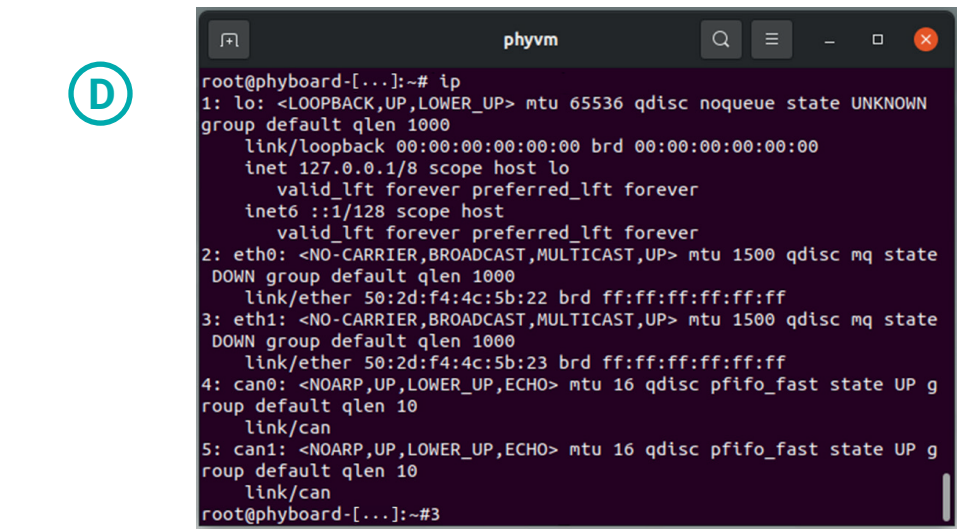 D
phyvm
root@phyboard-[...]:~# ip
1: lo: <LOOPBACK,UP,LOWER_UP> mtu 65536 qdisc noqueue state UNKNOWN
group default qlen 1000
    link/loopback 00:00:00:00:00:00 brd 00:00:00:00:00:00
    inet 127.0.0.1/8 scope host lo
       valid_lft forever preferred_lft forever
    inet6 ::1/128 scope host
       valid_lft forever preferred_lft forever
2: eth0: <NO-CARRIER,BROADCAST,MULTICAST,UP> mtu 1500 qdisc mq state
 DOWN group default qlen 1000
    link/ether 50:2d:f4:4c:5b:22 brd ff:ff:ff:ff:ff:ff
3: eth1: <NO-CARRIER,BROADCAST,MULTICAST,UP> mtu 1500 qdisc mq state
 DOWN group default qlen 1000
    link/ether 50:2d:f4:4c:5b:23 brd ff:ff:ff:ff:ff:ff
4: can0: <NOARP,UP,LOWER_UP,ECHO> mtu 16 qdisc pfifo_fast state UP g
roup default qlen 10
    link/can
5: can1: <NOARP,UP,LOWER_UP,ECHO> mtu 16 qdisc pfifo_fast state UP g
roup default qlen 10
    link/can
root@phyboard-[...]:~#3